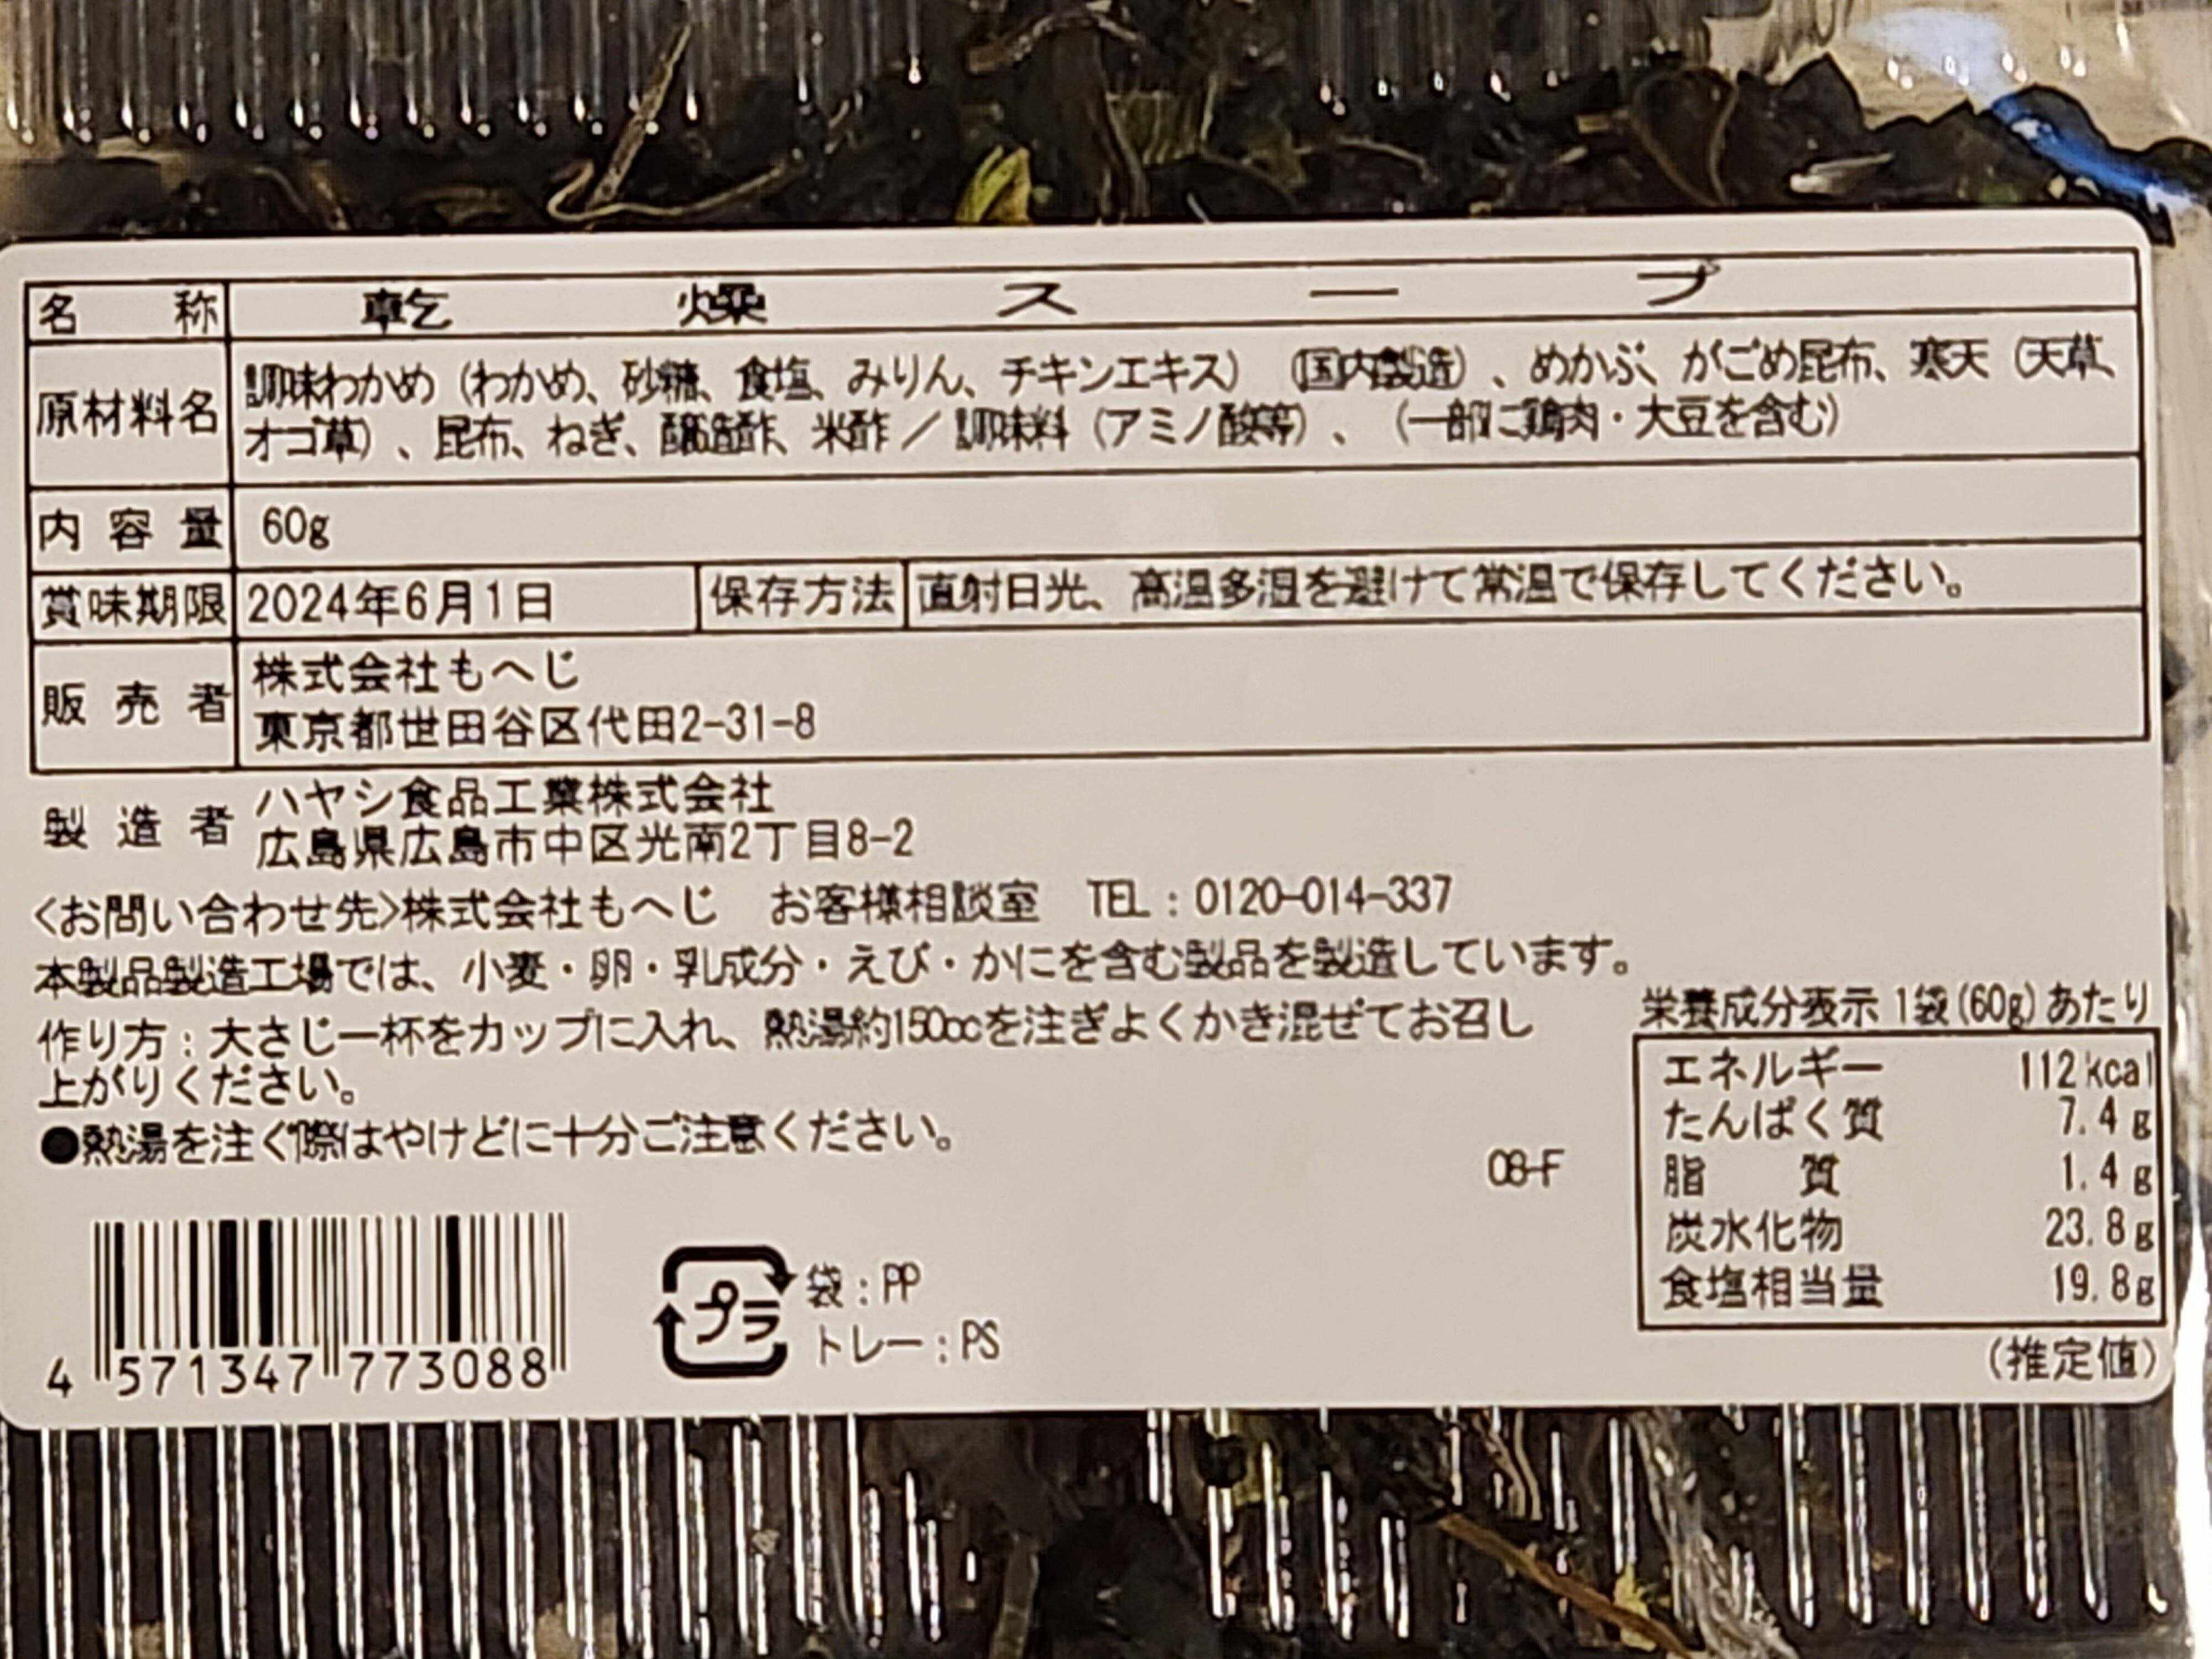 名 称 乾燥スープ
原材料名 調味わかめ（わかめ、砂糖、食塩、みりん、チキンエキス）（国内製造）、めかぶ、がごめ昆布、寒天（天草、
オゴ草）、昆布、ねぎ、醸造酢、米酢／調味料（アミノ酸等）、（一部に鶏肉・大豆を含む）
内容量 60g
賞味期限 2024年6月1日 保存方法 直射日光、高温多湿を避けて常温で保存してください。
販売者 株式会社もへじ
東京都世田谷区代田2-31-8
製造者 ハヤシ食品工業株式会社
広島県広島市中区光南2丁目8-2
<お問い合わせ先>株式会社もへじ お客様相談室 TEL：0120-014-337
本製品製造工場では、小麦・卵・乳成分・えび・かにを含む製品を製造しています。
作り方：大さじ一杯をカップに入れ、熱湯約150ccを注ぎよくかき混ぜてお召し
上がりください。
●熱湯を注ぐ際はやけどに十分ご注意ください。
08-F
栄養成分表示 1袋(60g)あたり
エネルギー 112kcal
たんぱく質 7.4g
脂質 1.4g
炭水化物 23.8g
食塩相当量 19.8g
(推定値)
4 571347 773088
プラ
袋：PP
トレー：PS